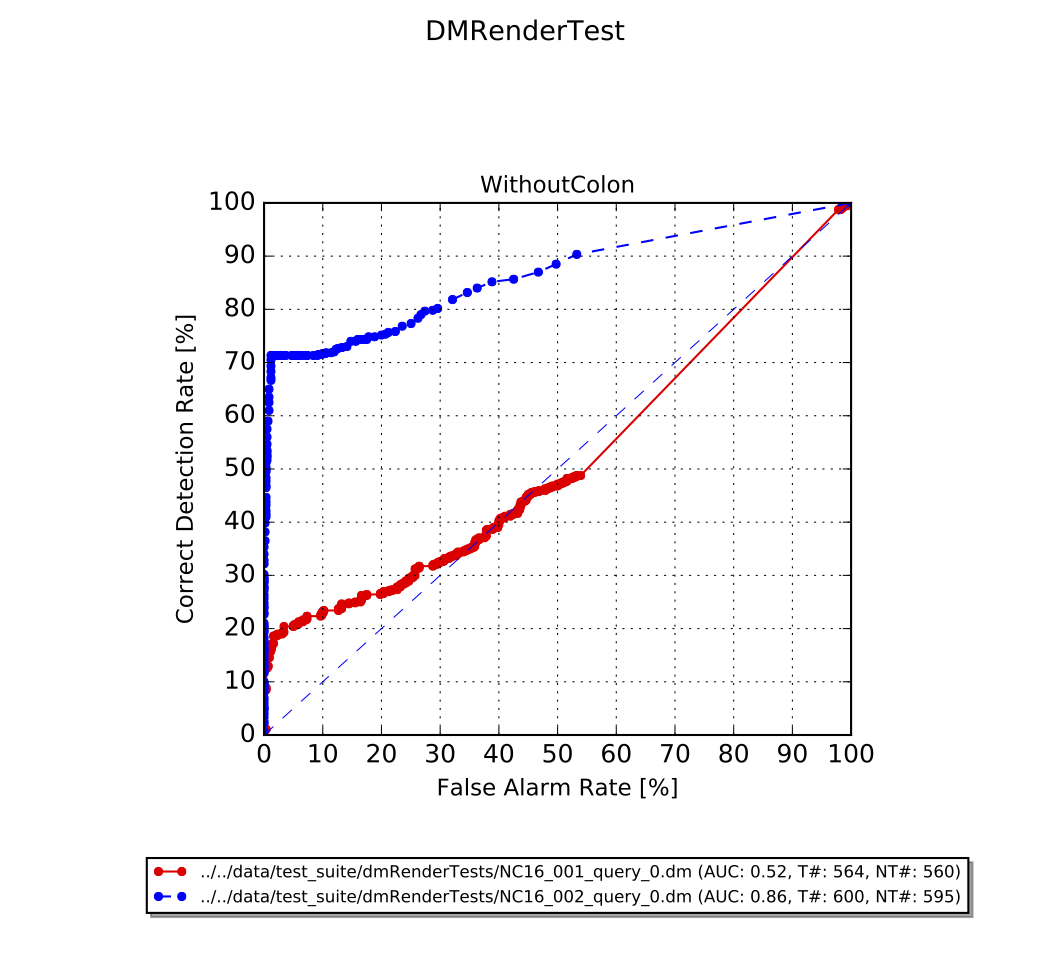 DMRenderTest
WithoutColon
100
90
80
70
60
50
40
30
20
10
0
Correct Detection Rate [%]
0 10 20 30 40 50 60 70 80 90 100
False Alarm Rate [%]
../../data/test_suite/dmRenderTests/NC16_001_query_0.dm (AUC: 0.52, T#: 564, NT#: 560)
../../data/test_suite/dmRenderTests/NC16_002_query_0.dm (AUC: 0.86, T#: 600, NT#: 595)